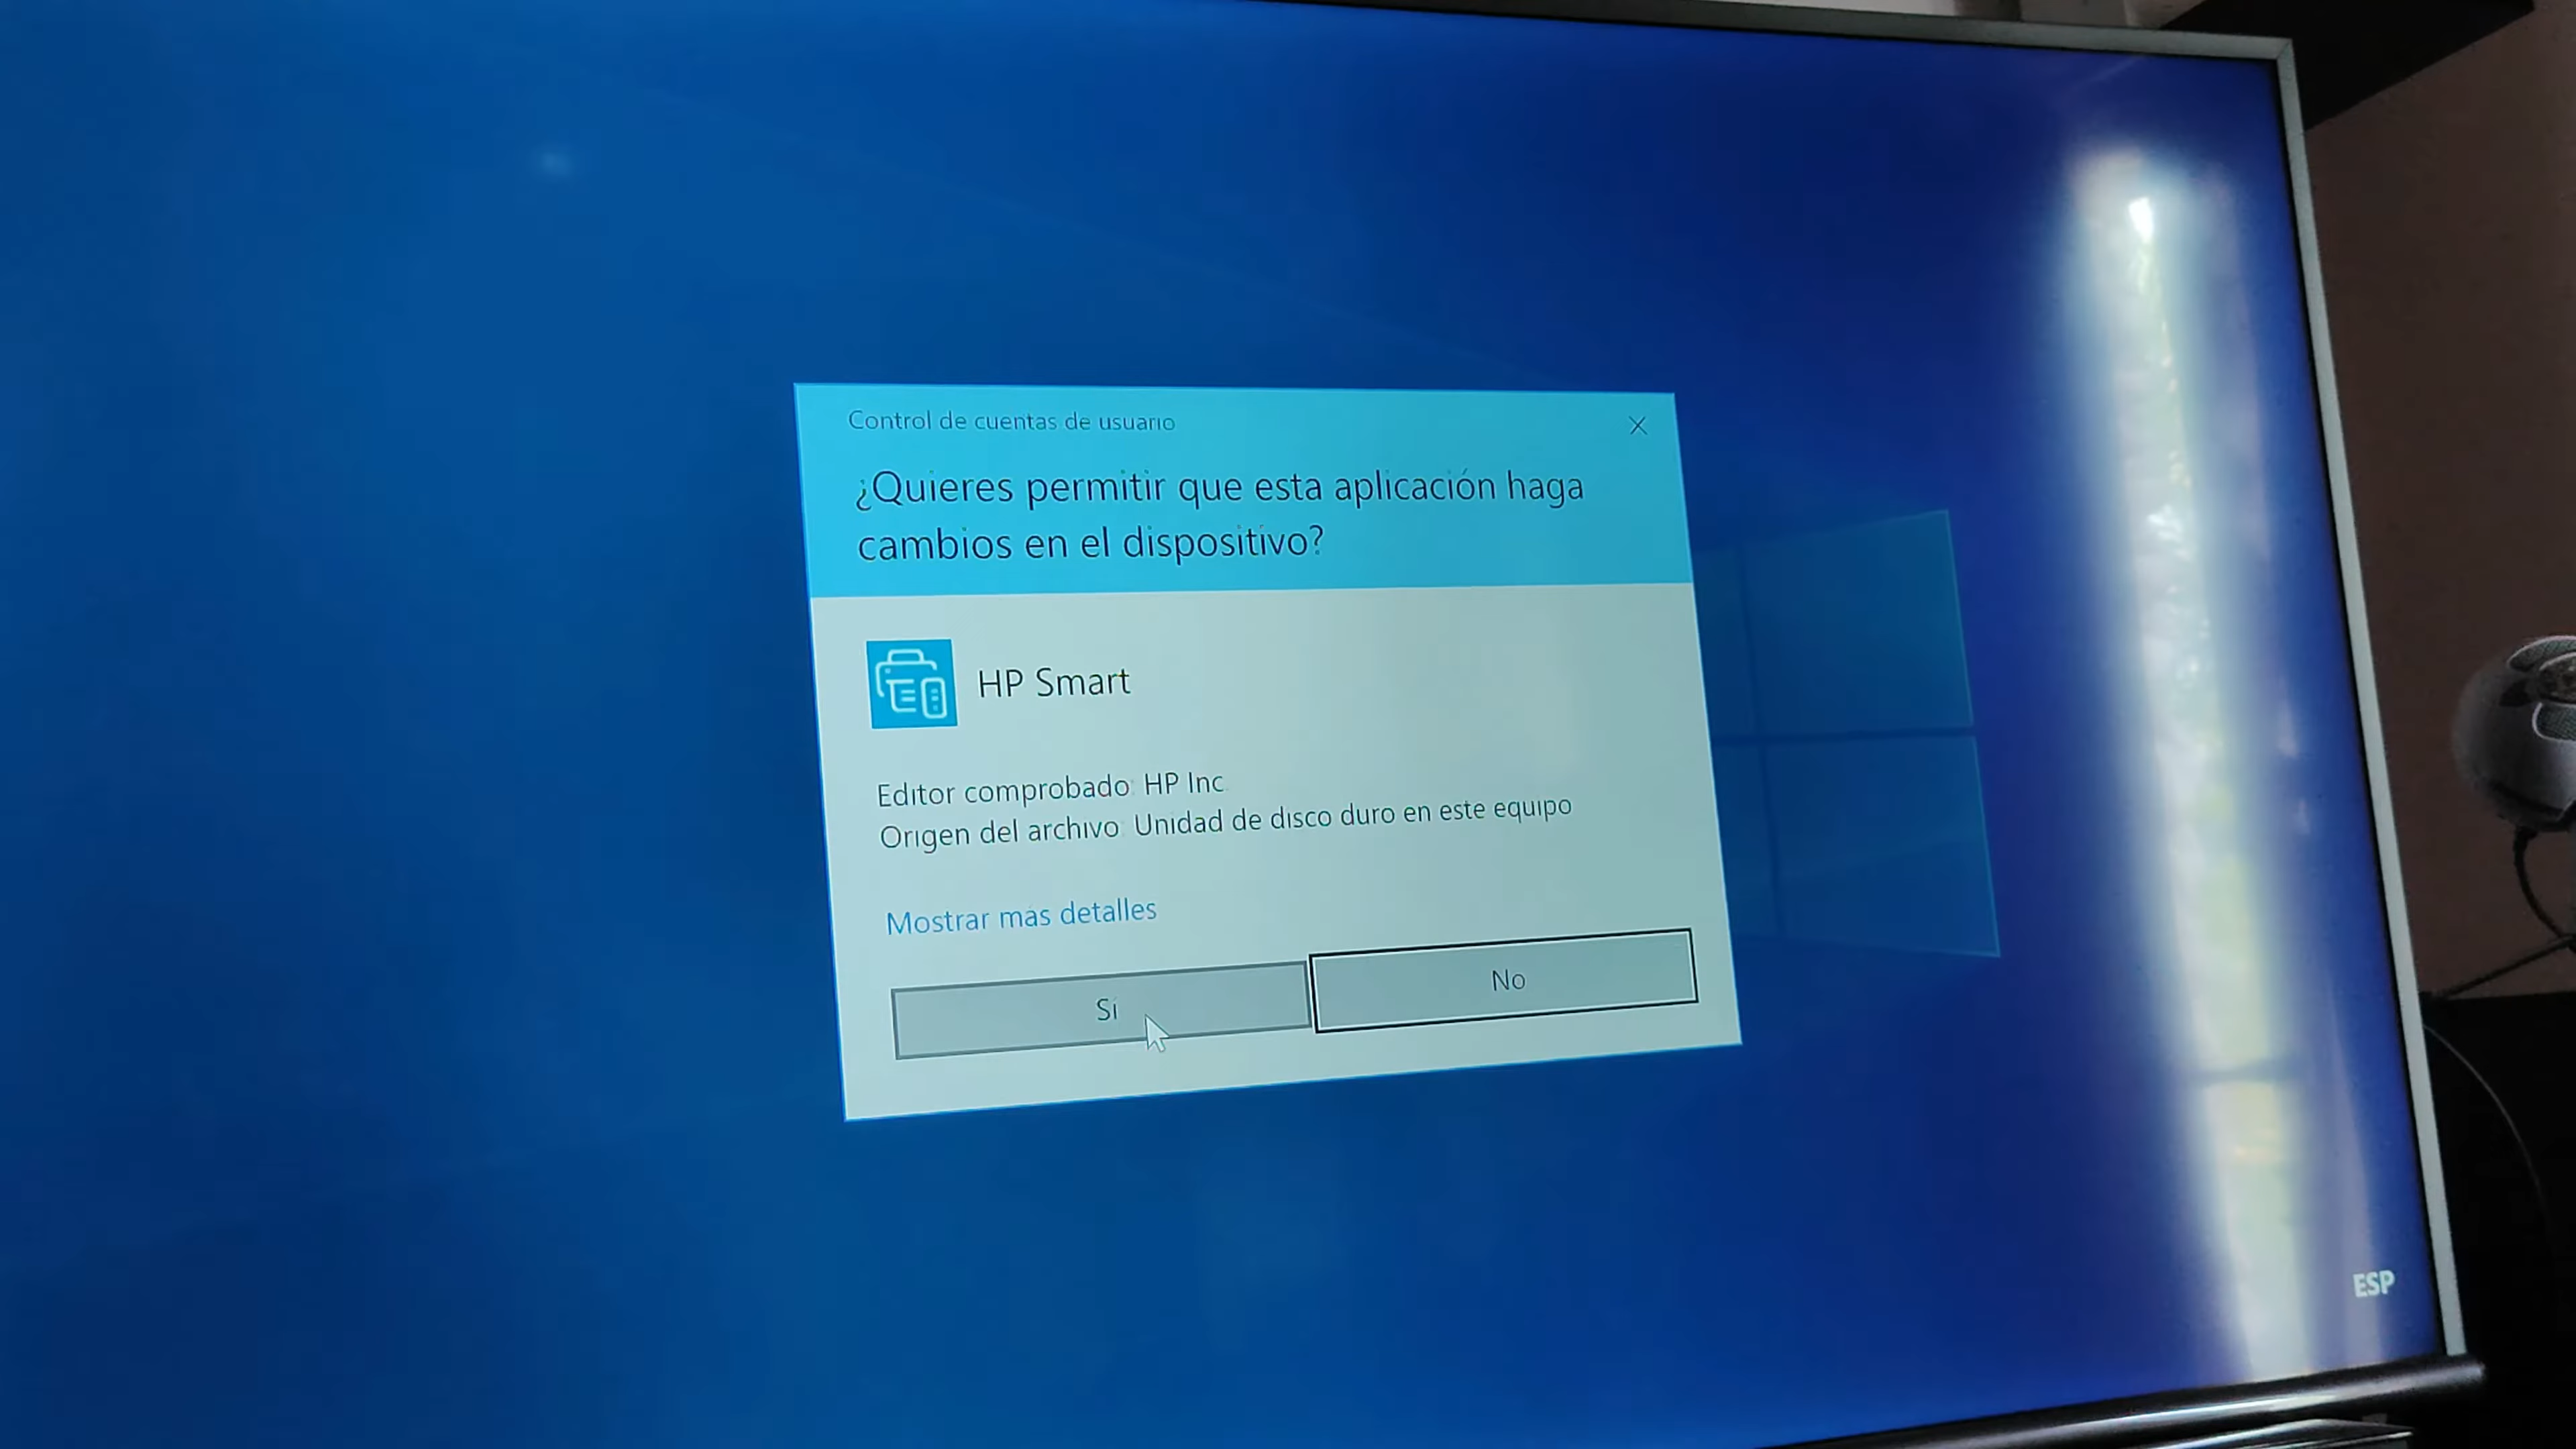 Control de cuentas de usuario
¿Quieres permitir que esta aplicación haga
cambios en el dispositivo?
HP Smart
Editor comprobado: HP Inc.
Origen del archivo: Unidad de disco duro en este equipo
Mostrar más detalles
Sí
No
ESP